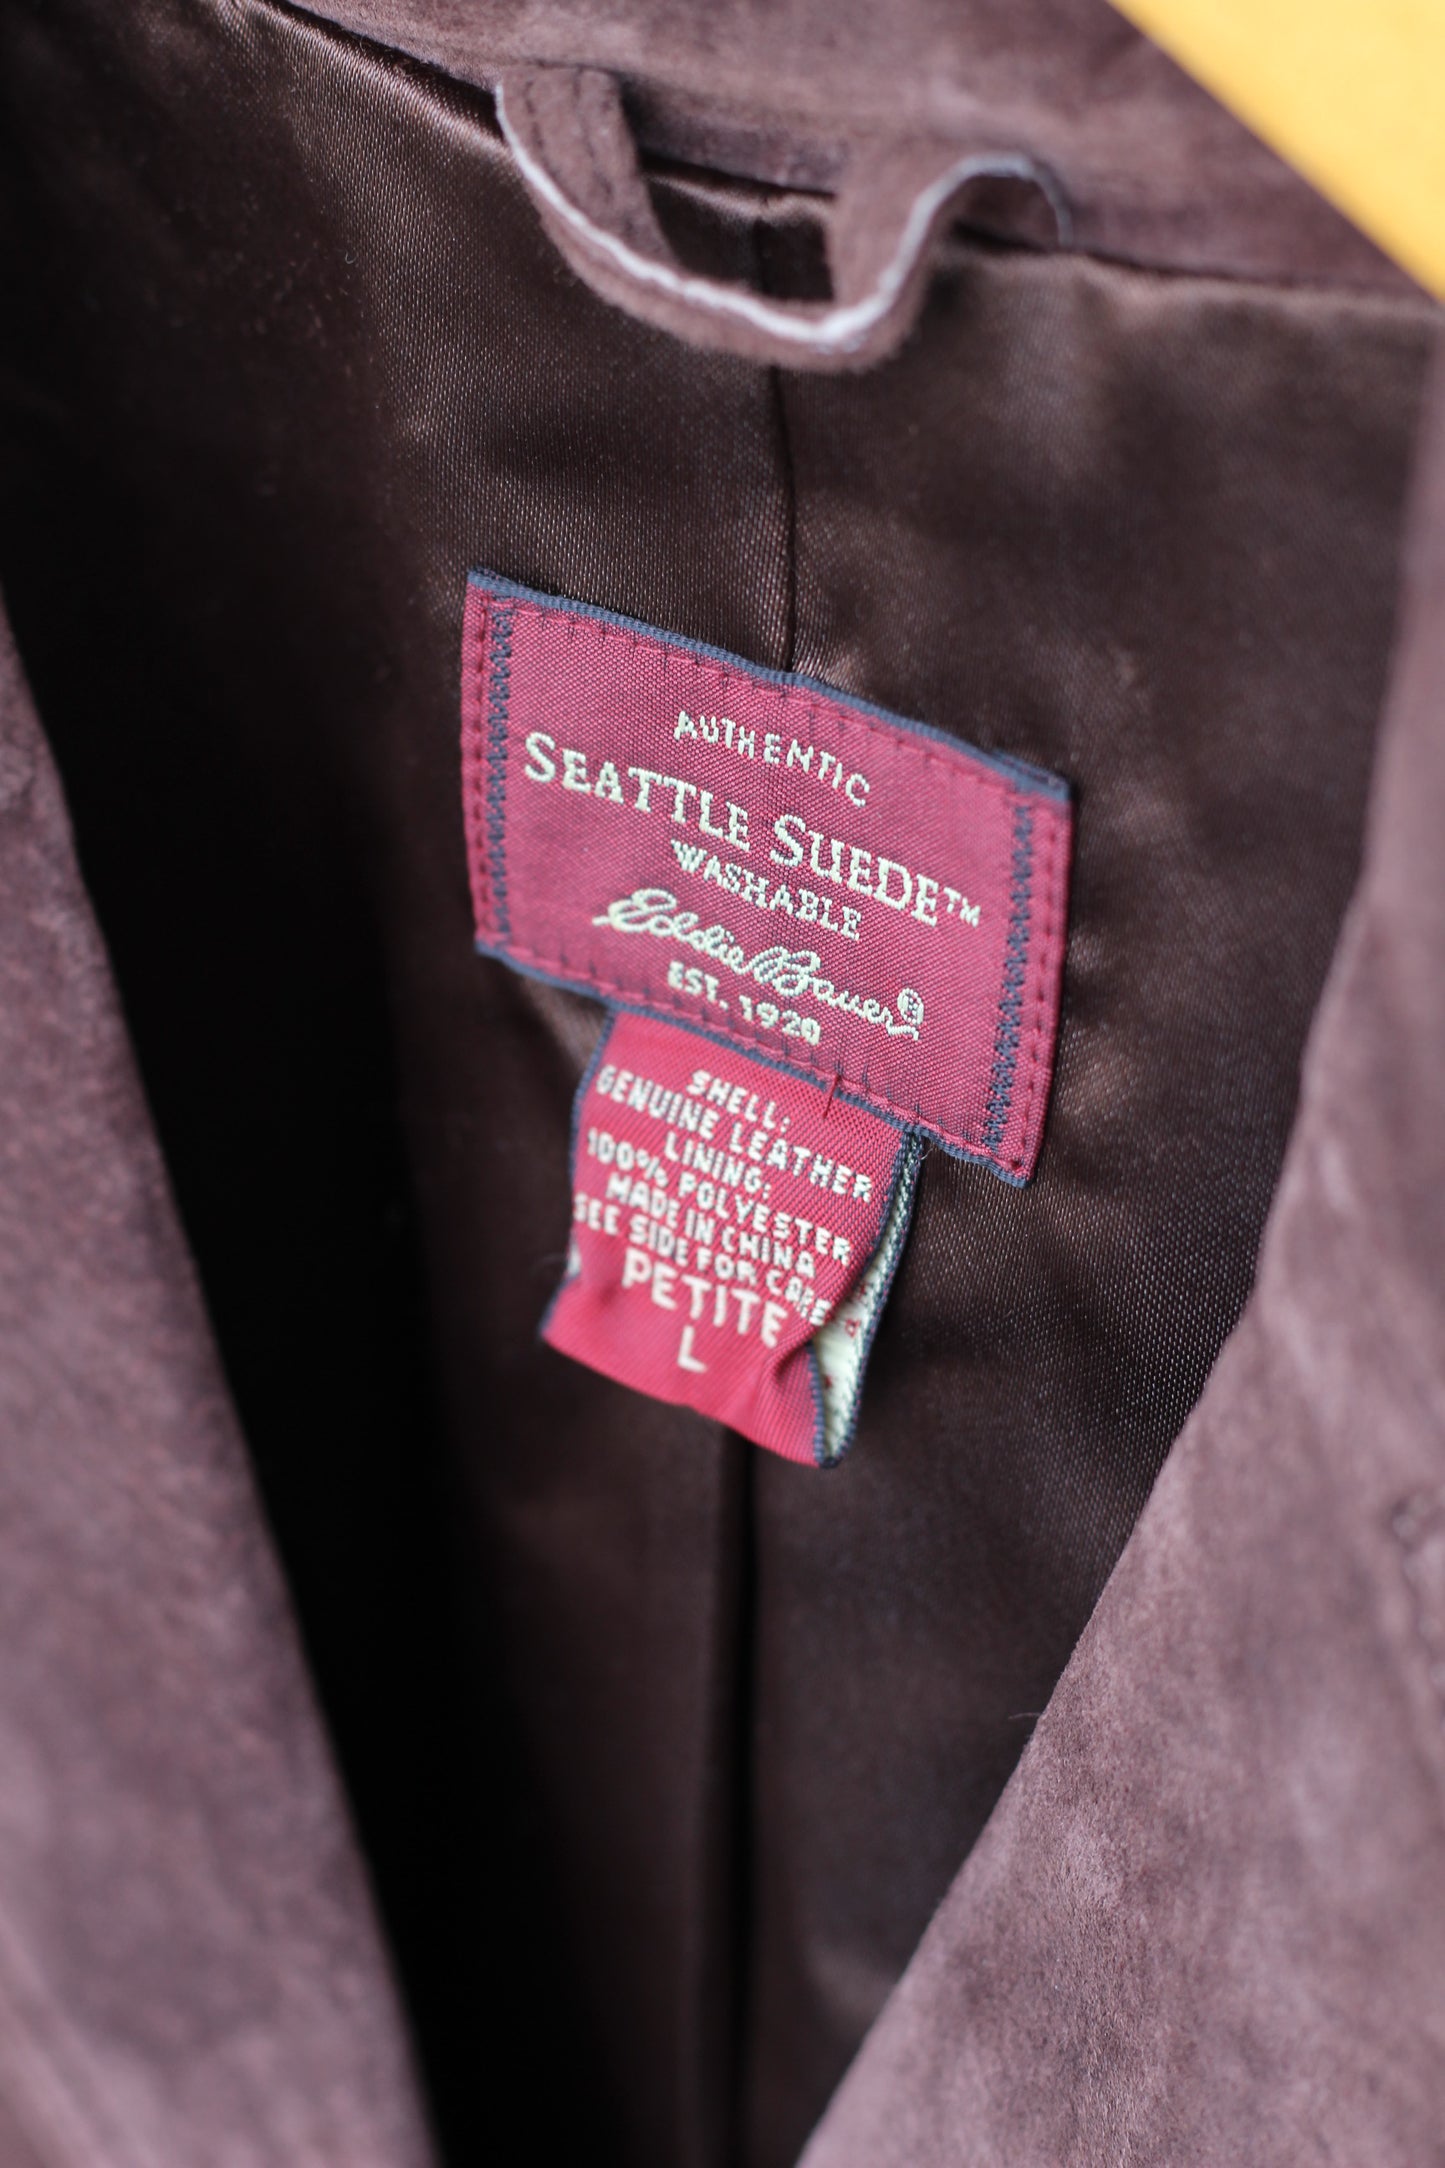 AUTHENTIC
SEATTLE SUEDE™
WASHABLE
Eddie Bauer
EST. 1920
SHELL:
GENUINE LEATHER
LINING:
100% POLYESTER
MADE IN CHINA
SEE SIDE FOR CARE
PETITE
L